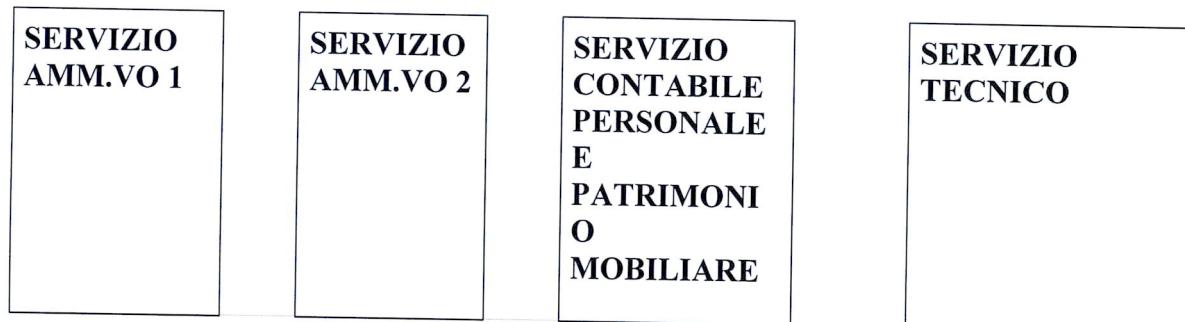 SERVIZIO
AMM.VO 1
SERVIZIO
AMM.VO 2
SERVIZIO
CONTABILE
PERSONALE
E
PATRIMONI
O
MOBILIARE
SERVIZIO
TECNICO